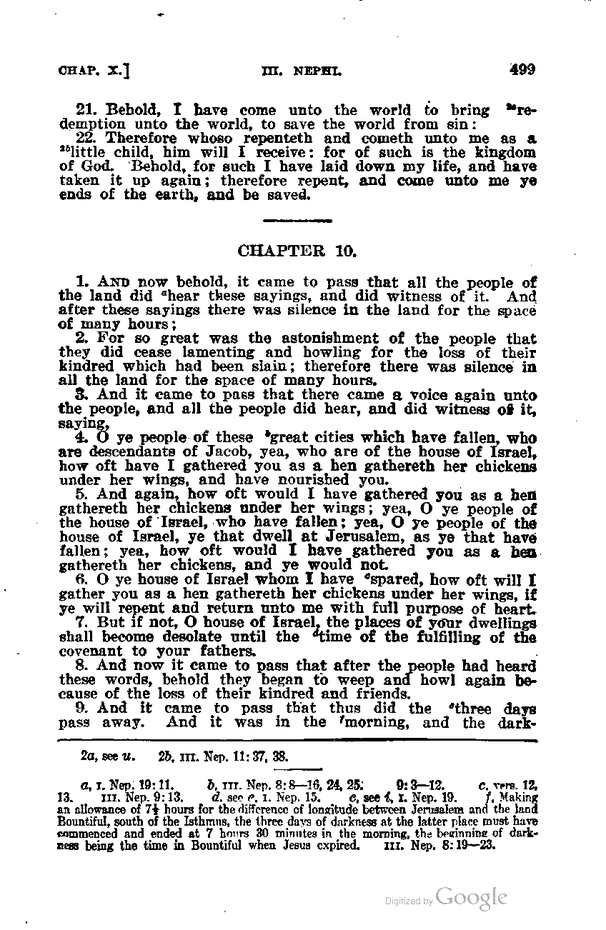 CHAP. X.] III. NEPHI. 499
21. Behold, I have come unto the world to bring ²ᵃre-
demption unto the world, to save the world from sin:
22. Therefore whoso repenteth and cometh unto me as a
²ᵇlittle child, him will I receive: for of such is the kingdom
of God. Behold, for such I have laid down my life, and have
taken it up again; therefore repent, and come unto me ye
ends of the earth, and be saved.
CHAPTER 10.
1. AND now behold, it came to pass that all the people of
the land did ᵃhear these sayings, and did witness of it. And
after these sayings there was silence in the land for the space
of many hours;
2. For so great was the astonishment of the people that
they did cease lamenting and howling for the loss of their
kindred which had been slain; therefore there was silence in
all the land for the space of many hours.
3. And it came to pass that there came a voice again unto
the people, and all the people did hear, and did witness of it,
saying,
4. O ye people of these ᵇgreat cities which have fallen, who
are descendants of Jacob, yea, who are of the house of Israel,
how oft have I gathered you as a hen gathereth her chickens
under her wings, and have nourished you.
5. And again, how oft would I have gathered you as a hen
gathereth her chickens under her wings; yea, O ye people of
the house of Israel, who have fallen; yea, O ye people of the
house of Israel, ye that dwell at Jerusalem, as ye that have
fallen; yea, how oft would I have gathered you as a hen
gathereth her chickens, and ye would not.
6. O ye house of Israel whom I have ᶜspared, how oft will I
gather you as a hen gathereth her chickens under her wings, if
ye will repent and return unto me with full purpose of heart.
7. But if not, O house of Israel, the places of your dwellings
shall become desolate until the ᵈtime of the fulfilling of the
covenant to your fathers.
8. And now it came to pass that after the people had heard
these words, behold they began to weep and howl again be-
cause of the loss of their kindred and friends.
9. And it came to pass that thus did the ᵉthree days
pass away. And it was in the ᶠmorning, and the dark-
2a, see u. 2b, III. Nep. 11:37, 38.
a, I. Nep. 19:11. b, III. Nep. 8:8—16, 24, 25. 9:3—12. c, vers. 12,
13. III. Nep. 9:13. d, see e, I. Nep. 15. e, see f, I. Nep. 19. f, Making
an allowance of 7½ hours for the difference of longitude between Jerusalem and the land
Bountiful, south of the Isthmus, the three days of darkness at the latter place must have
commenced and ended at 7 hours 30 minutes in the morning, the beginning of dark-
ness being the time in Bountiful when Jesus expired. III. Nep. 8:19—23.
Digitized by Google